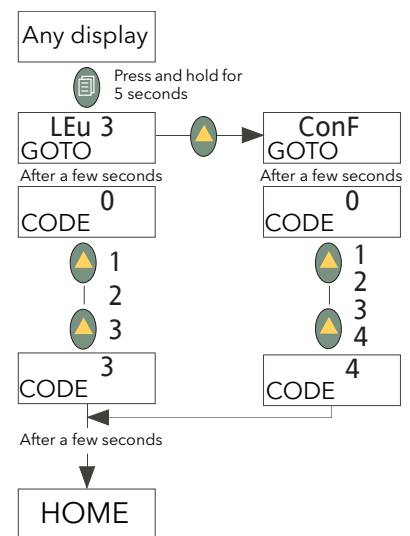 Any display
Press and hold for
5 seconds
LEu 3
GOTO
ConF
GOTO
After a few seconds
After a few seconds
0
CODE
0
CODE
1
2
3
1
2
3
4
3
CODE
4
CODE
After a few seconds
HOME